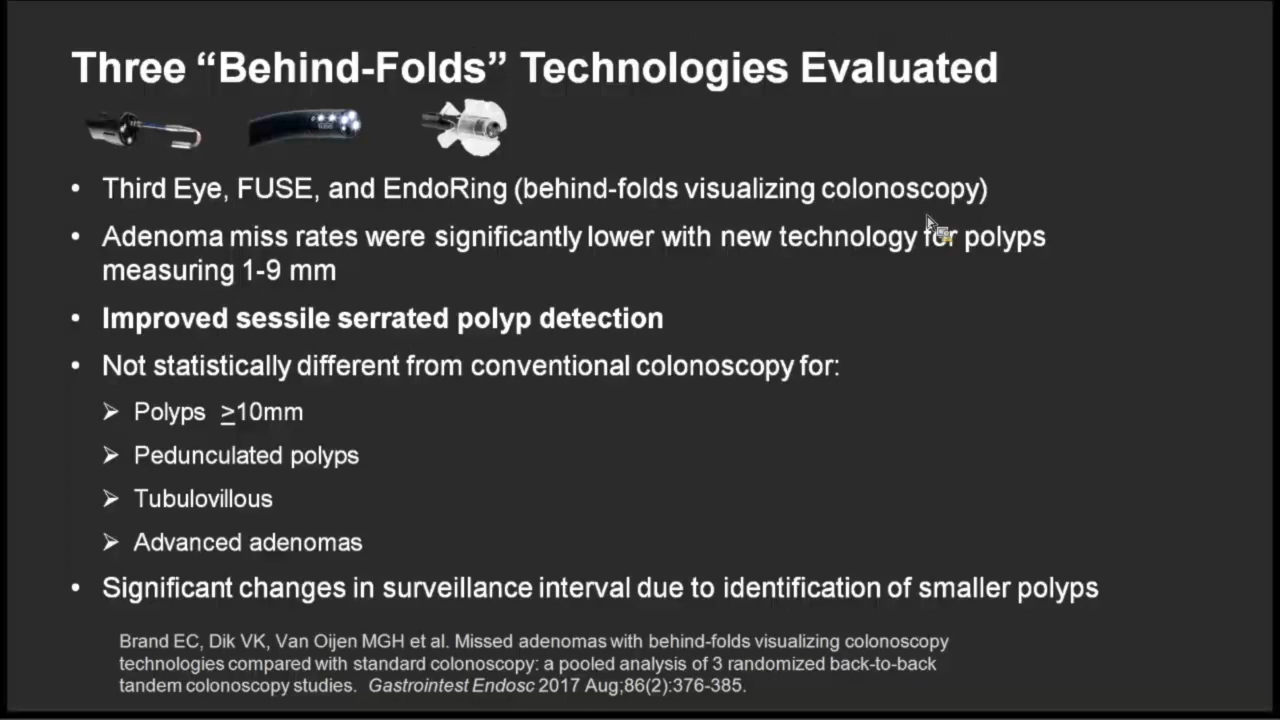 Three “Behind-Folds” Technologies Evaluated
• Third Eye, FUSE, and EndoRing (behind-folds visualizing colonoscopy)
• Adenoma miss rates were significantly lower with new technology for polyps
measuring 1-9 mm
• Improved sessile serrated polyp detection
• Not statistically different from conventional colonoscopy for:
➢ Polyps ≥10mm
➢ Pedunculated polyps
➢ Tubulovillous
➢ Advanced adenomas
• Significant changes in surveillance interval due to identification of smaller polyps
Brand EC, Dik VK, Van Oijen MGH et al. Missed adenomas with behind-folds visualizing colonoscopy
technologies compared with standard colonoscopy: a pooled analysis of 3 randomized back-to-back
tandem colonoscopy studies. Gastrointest Endosc 2017 Aug;86(2):376-385.